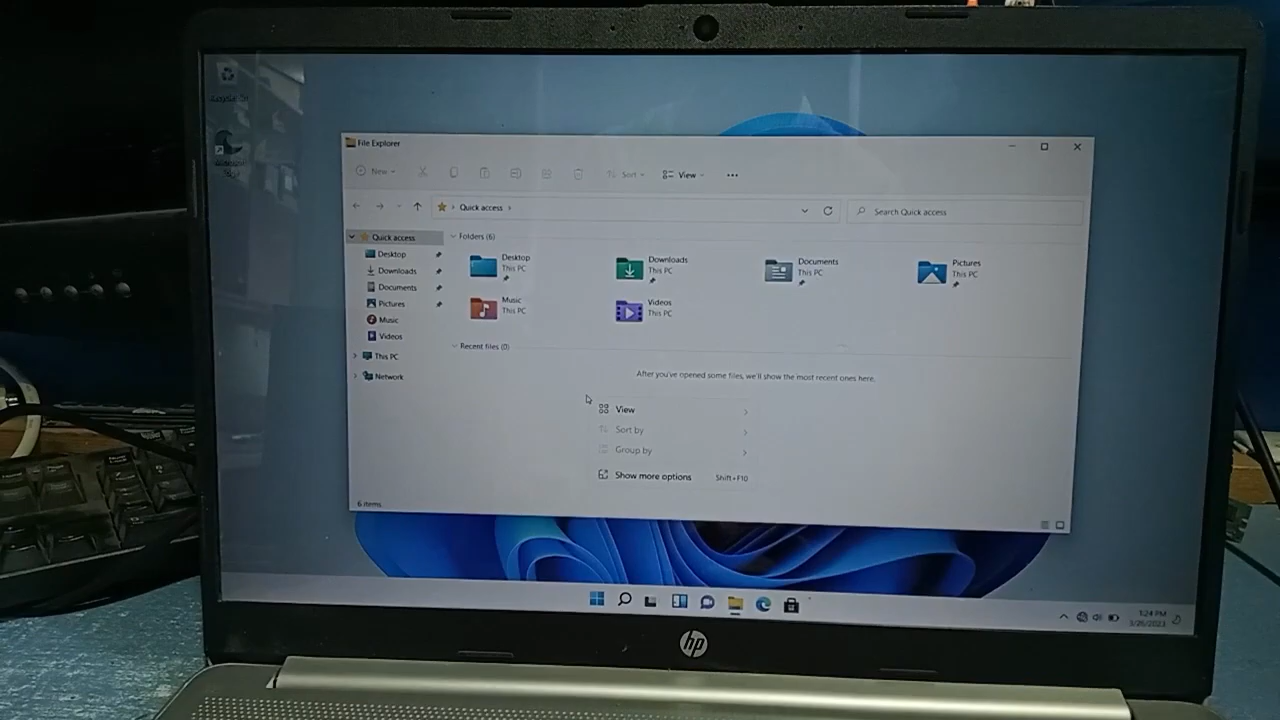 File Explorer
New
Sort
View
Quick access
Search Quick access
Quick access
Desktop
Downloads
Documents
Pictures
Music
Videos
This PC
Network
Folders (6)
Desktop
This PC
Downloads
This PC
Documents
This PC
Pictures
This PC
Music
This PC
Videos
This PC
Recent files (0)
After you've opened some files, we'll show the most recent ones here.
View
Sort by
Group by
Show more options Shift+F10
6 items
1:24 PM
3/26/2023
hp